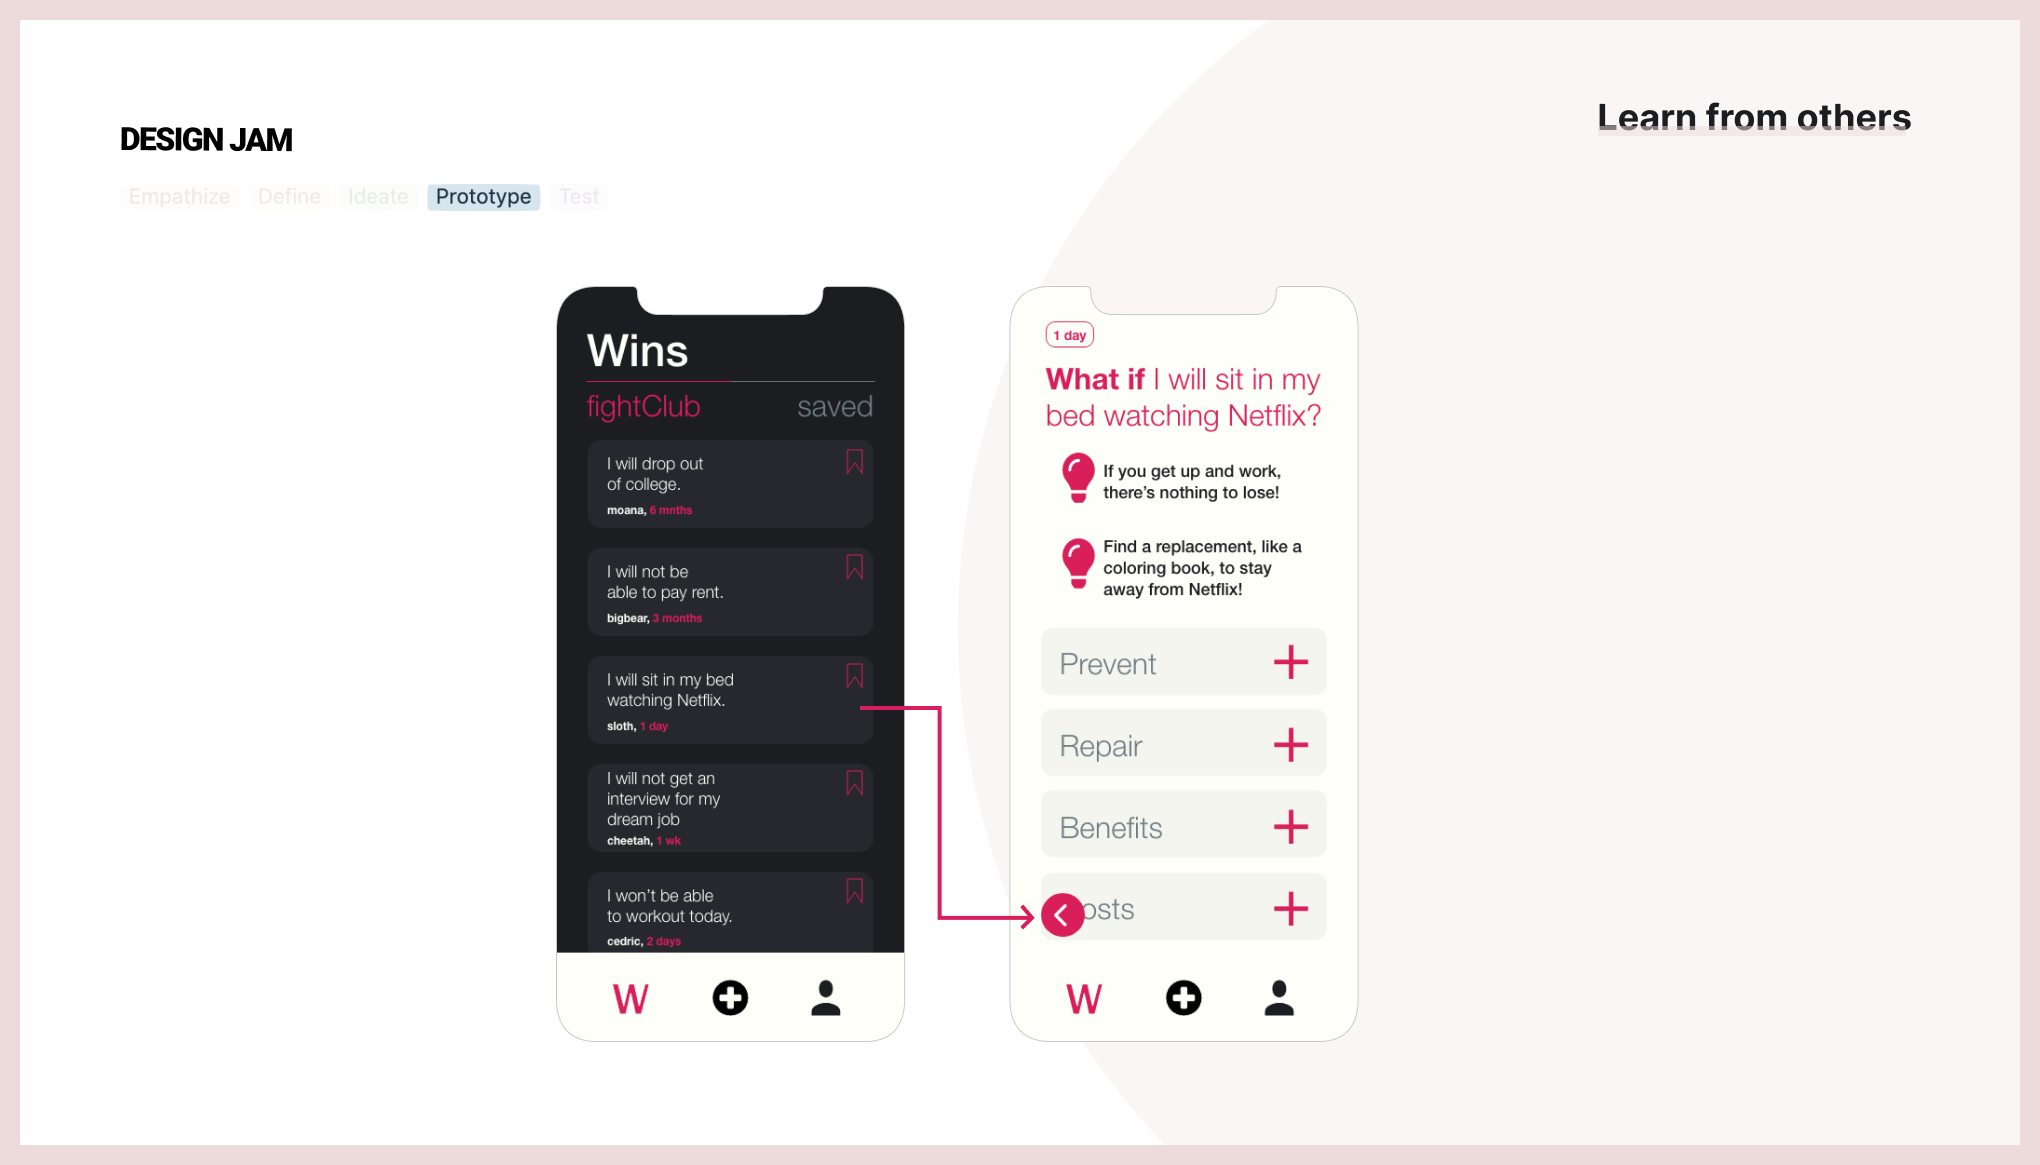 DESIGN JAM
Learn from others
Empathize Define Ideate Prototype Test
Wins
fightClub saved
I will drop out
of college.
moana, 6 mnths
I will not be
able to pay rent.
bigbear, 3 months
I will sit in my bed
watching Netflix.
sloth, 1 day
I will not get an
interview for my
dream job
cheetah, 1 wk
I won't be able
to workout today.
cedric, 2 days
W
1 day
What if I will sit in my
bed watching Netflix?
If you get up and work,
there's nothing to lose!
Find a replacement, like a
coloring book, to stay
away from Netflix!
Prevent
Repair
Benefits
osts
W